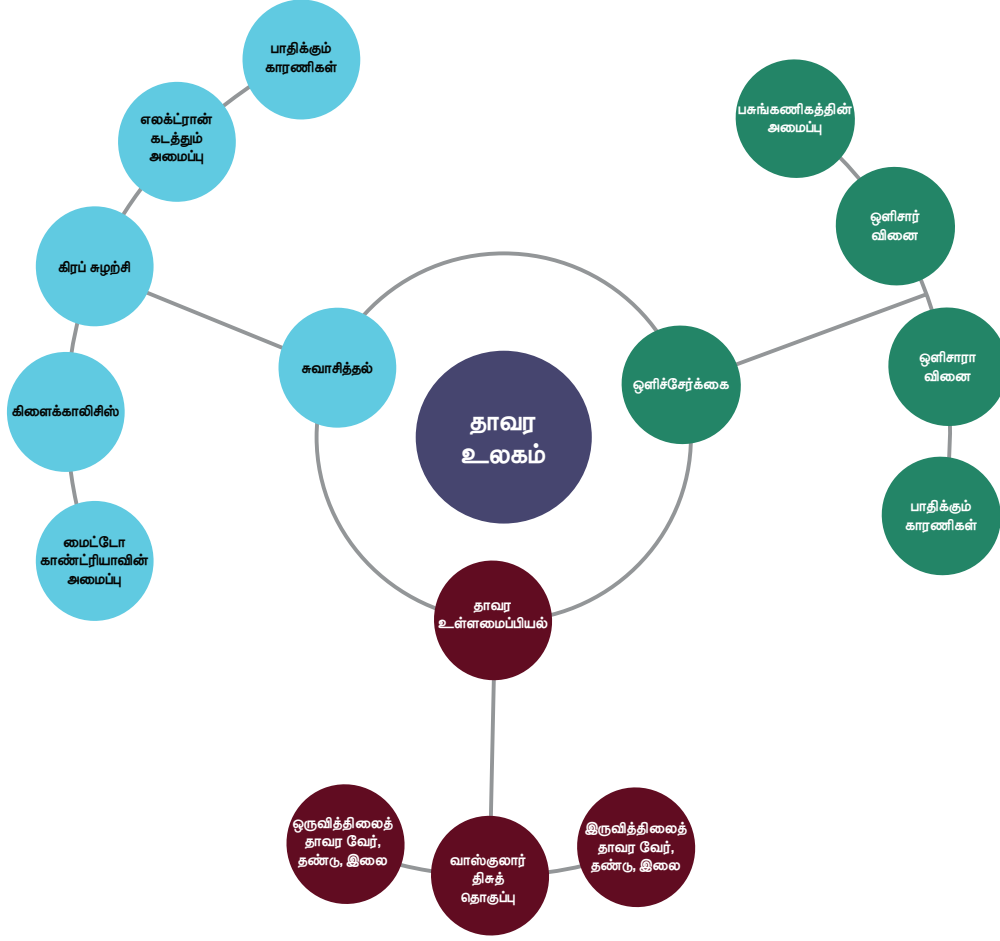 பாதிக்கும்
காரணிகள்
எலக்ட்ரான்
கடத்தும்
அமைப்பு
கிரப் சுழற்சி
கிளைக்காலிசிஸ்
மைட்டோ
காண்ட்ரியாவின்
அமைப்பு
சுவாசித்தல்
தாவர
உலகம்
பசுங்கணிகத்தின்
அமைப்பு
ஒளிசார்
வினை
ஒளிச்சேர்க்கை
ஒளிசாரா
வினை
பாதிக்கும்
காரணிகள்
தாவர
உள்ளமைப்பியல்
ஒருவித்திலைத்
தாவர வேர்,
தண்டு, இலை
வாஸ்குலார்
திசுத்
தொகுப்பு
இருவித்திலைத்
தாவர வேர்,
தண்டு, இலை